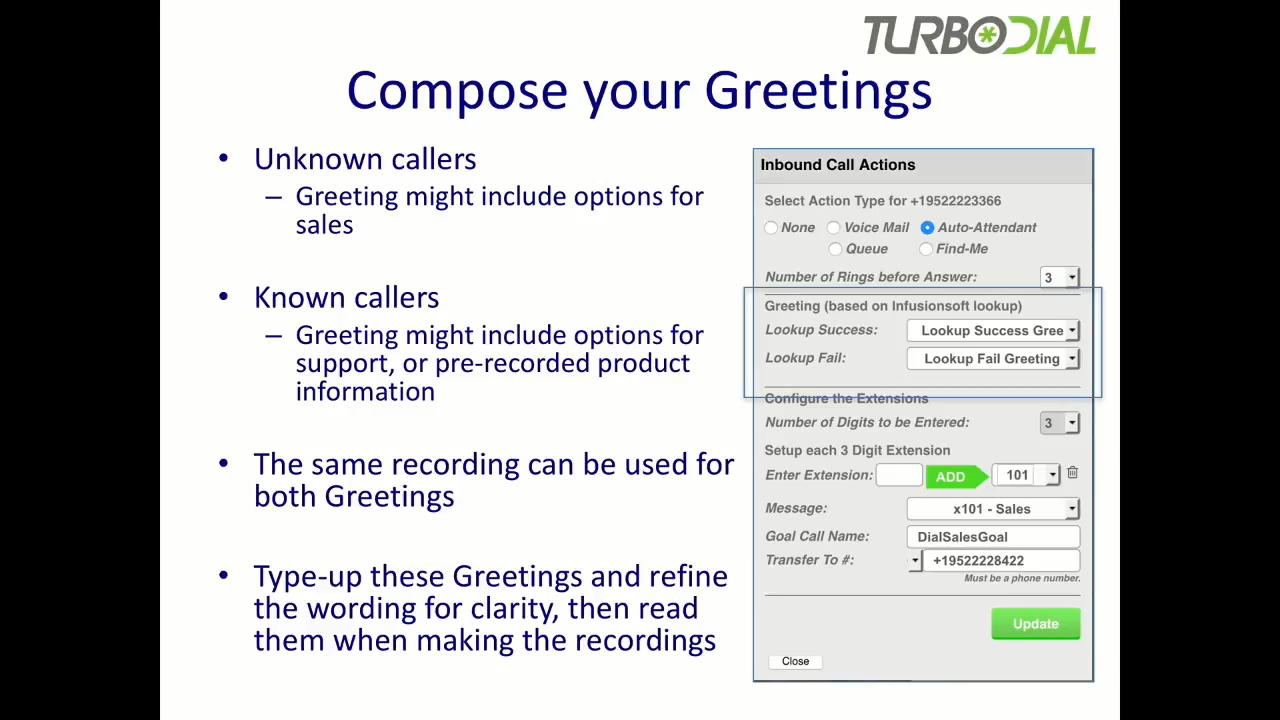 TURBODIAL
Compose your Greetings
• Unknown callers
– Greeting might include options for
sales
• Known callers
– Greeting might include options for
support, or pre-recorded product
information
• The same recording can be used for
both Greetings
• Type-up these Greetings and refine
the wording for clarity, then read
them when making the recordings
Inbound Call Actions
Select Action Type for +19522223366
None Voice Mail Auto-Attendant
Queue Find-Me
Number of Rings before Answer: 3
Greeting (based on Infusionsoft lookup)
Lookup Success: Lookup Success Gree
Lookup Fail: Lookup Fail Greeting
Configure the Extensions
Number of Digits to be Entered: 3
Setup each 3 Digit Extension
Enter Extension: ADD 101
Message: x101 - Sales
Goal Call Name: DialSalesGoal
Transfer To #: +19522228422
Must be a phone number.
Update
Close